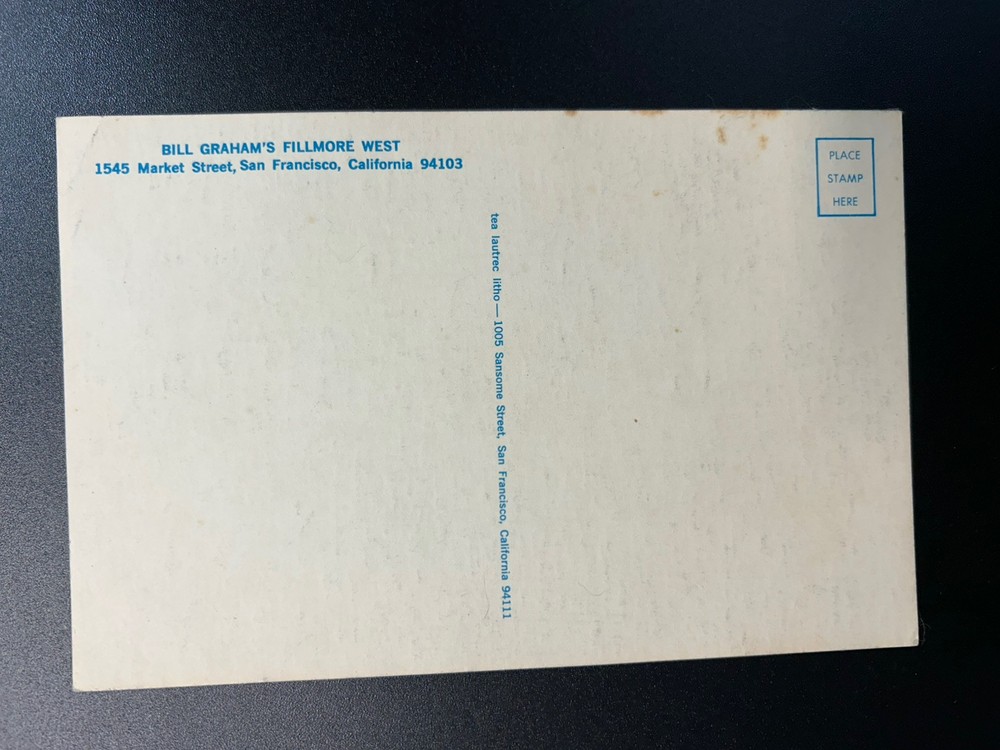 BILL GRAHAM'S FILLMORE WEST
1545 Market Street, San Francisco, California 94103
PLACE
STAMP
HERE
tea lautrec litho — 1005 Sansome Street, San Francisco, California 94111